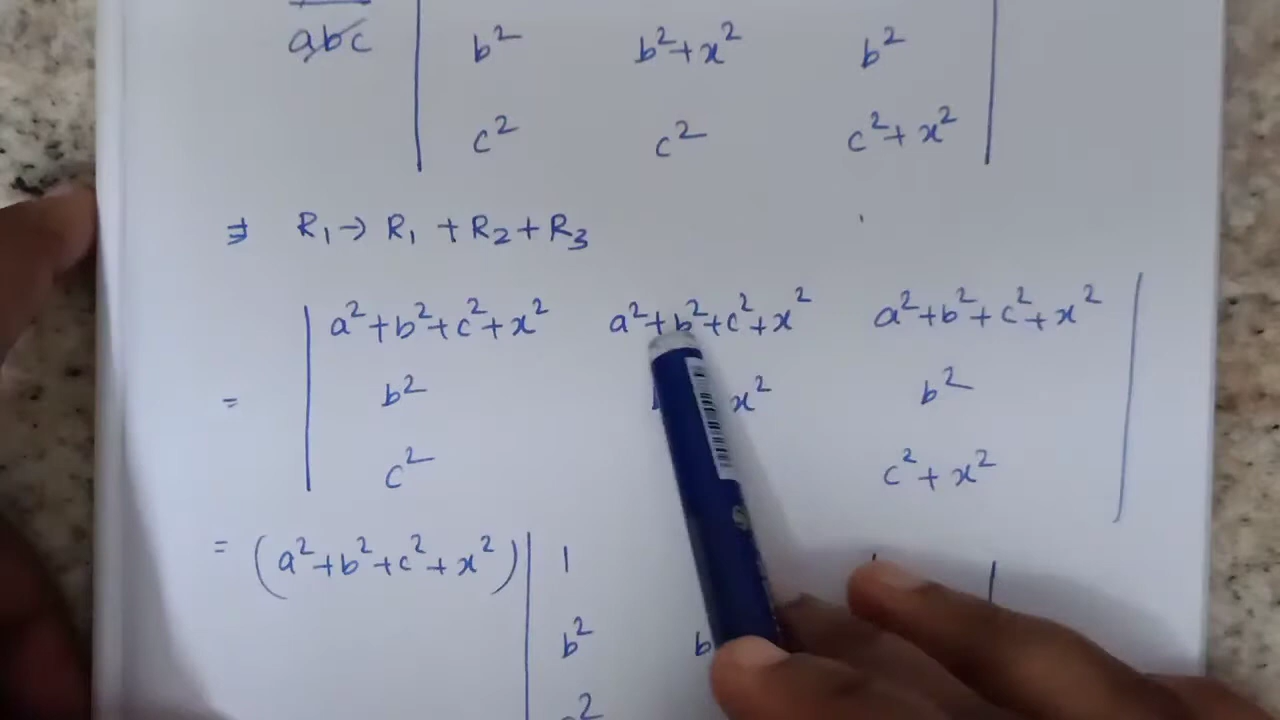 abc | b² b²+x² b² |
c² c² c²+x²
⇒ R₁→ R₁ + R₂ + R₃
| a²+b²+c²+x² a²+b²+c²+x² a²+b²+c²+x² |
= b² x² b²
c² c²+x²
= (a²+b²+c²+x²) | 1 |
b² b